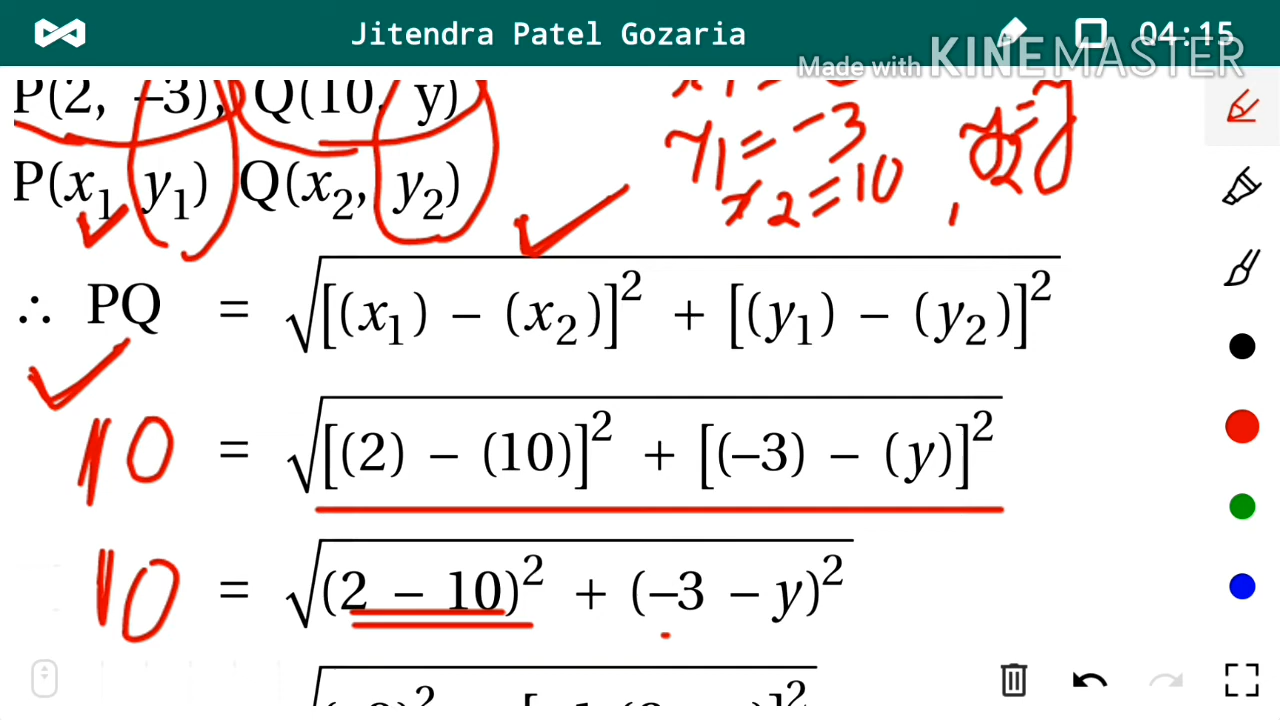 Jitendra Patel Gozaria
04:15
Made with KINEMASTER
P(2, –3), Q(10, y)
y1 = –3
P(x₁ y₁) Q(x₂, y₂)
x2 = 10, y2 = y
∴ PQ = √[(x₁) – (x₂)]² + [(y₁) – (y₂)]²
10 = √[(2) – (10)]² + [(–3) – (y)]²
10 = √(2 – 10)² + (–3 – y)²